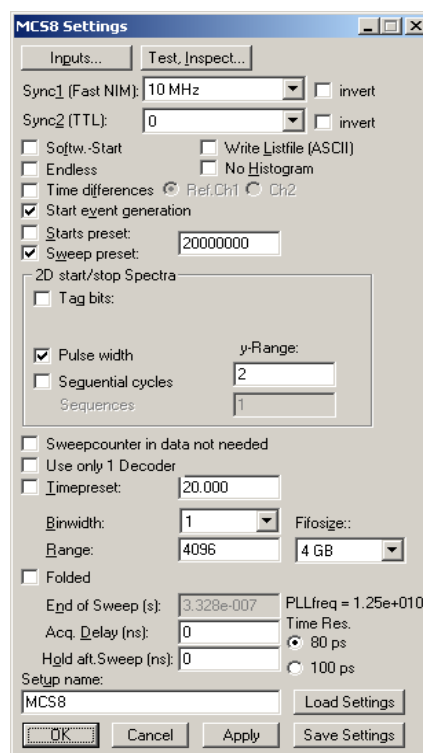 MCS8 Settings
Inputs... Test, Inspect...
Sync1 (Fast NIM): 10 MHz invert
Sync2 (TTL): 0 invert
Softw.-Start Write Listfile (ASCII)
Endless No Histogram
Time differences Ref.Ch1 Ch2
Start event generation
Starts preset:
20000000
Sweep preset:
2D start/stop Spectra
Tag bits:
Pulse width y-Range:
Sequential cycles 2
Sequences 1
Sweepcounter in data not needed
Use only 1 Decoder
Timepreset: 20.000
Binwidth: 1 Fifosize::
Range: 4096 4 GB
Folded
End of Sweep (s): 3.328e-007 PLLfreq = 1.25e+010
Acq. Delay (ns): 0 Time Res.
80 ps
Hold aft.Sweep (ns): 0 100 ps
Setup name:
MCS8 Load Settings
OK Cancel Apply Save Settings